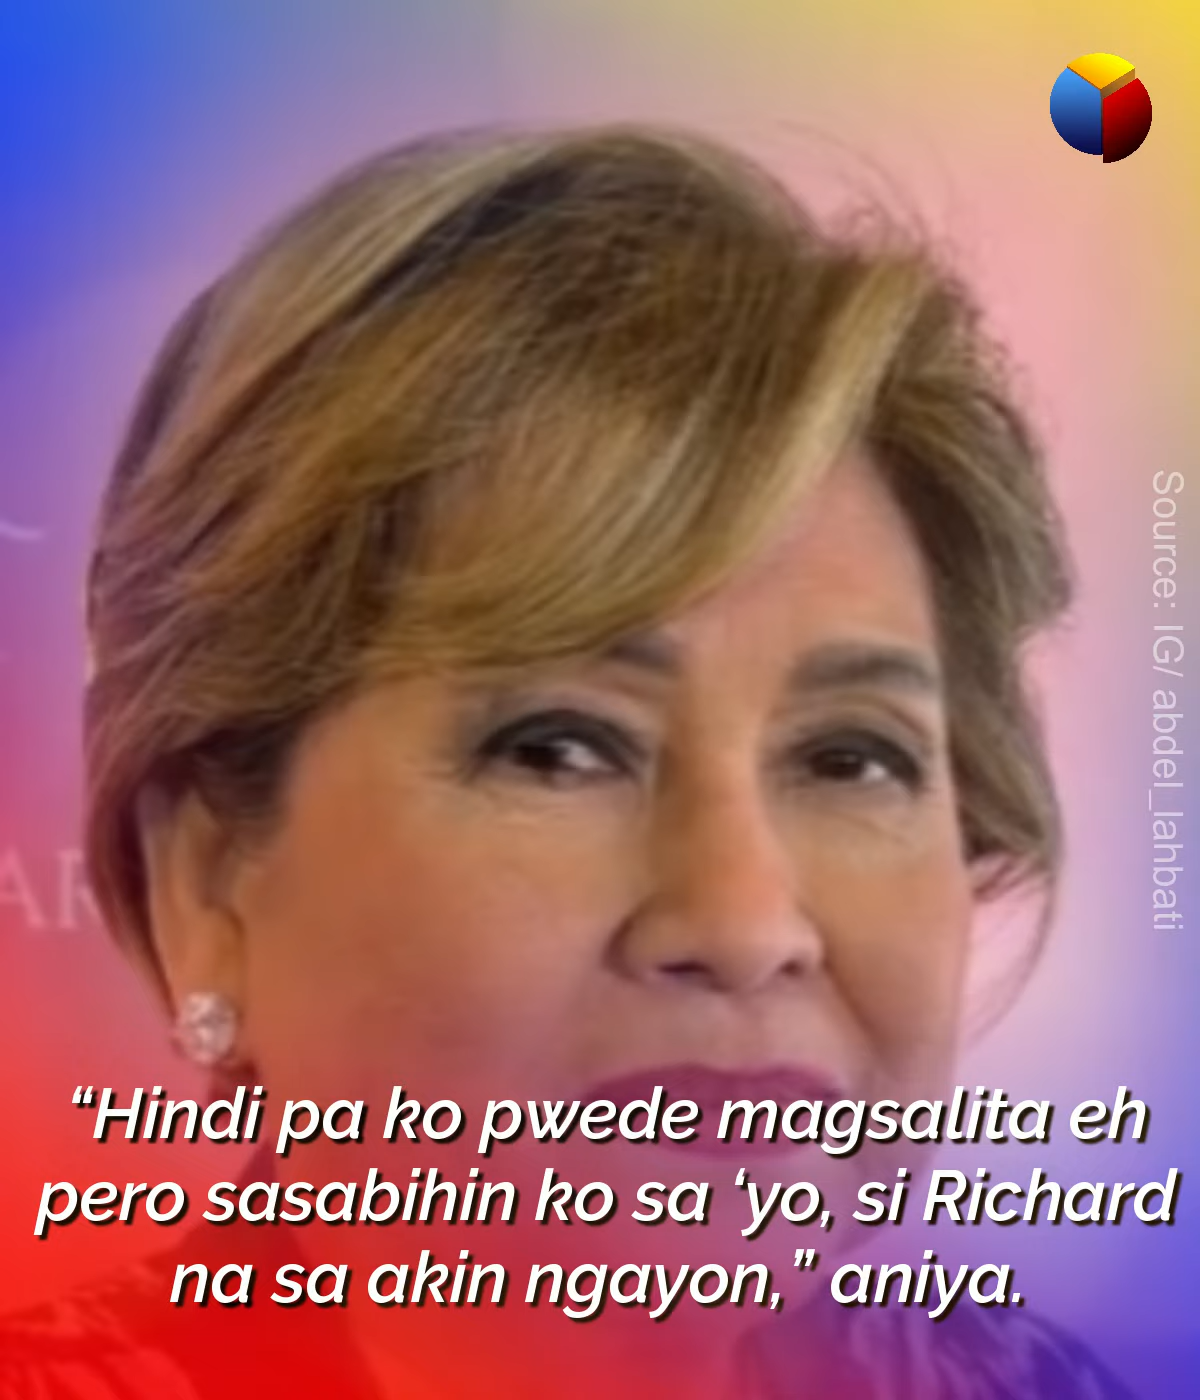 “Hindi pa ko pwede magsalita eh
pero sasabihin ko sa ‘yo, si Richard
na sa akin ngayon,” aniya.
Source: IG/ abdel_lahbati
AR